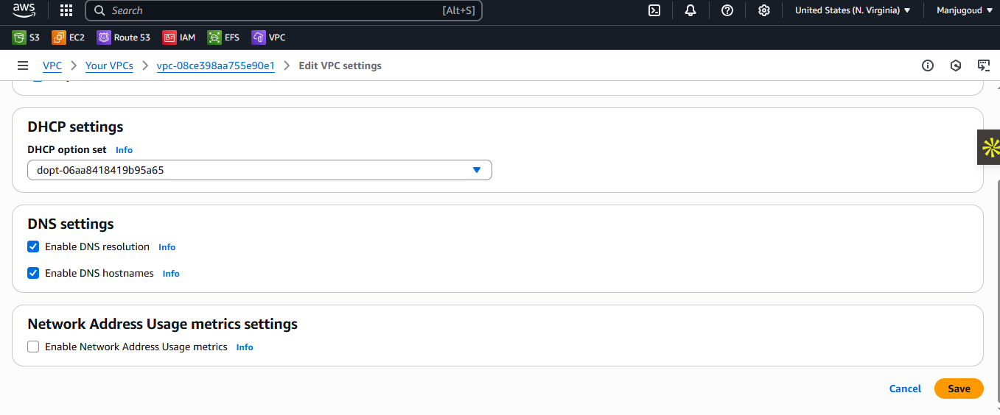 aws
Search [Alt+S] United States (N. Virginia) Manjugoud
S3 EC2 Route 53 IAM EFS VPC
VPC Your VPCs vpc-08ce398aa755e90e1 Edit VPC settings
DHCP settings
DHCP option set Info
dopt-06aa8418419b95a65
DNS settings
Enable DNS resolution Info
Enable DNS hostnames Info
Network Address Usage metrics settings
Enable Network Address Usage metrics Info
Cancel Save